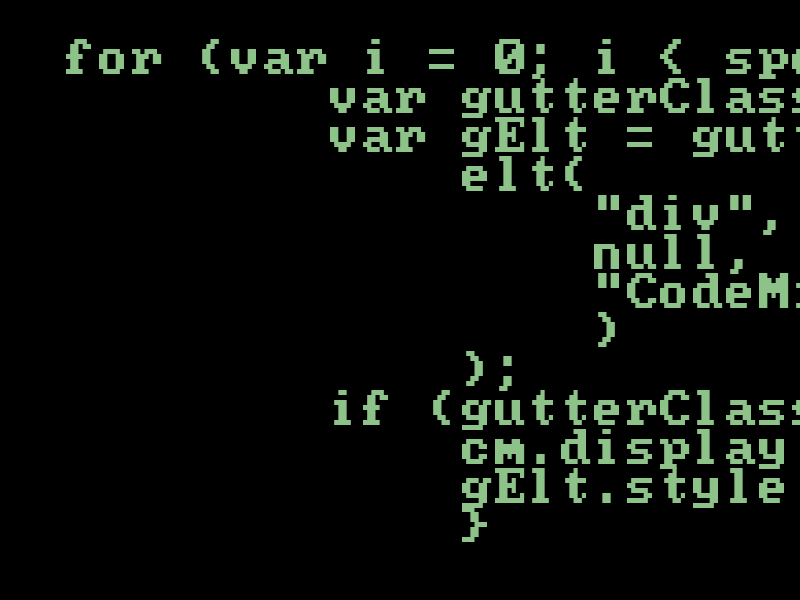 for (var i = 0; i ( spe
var gutterClass
var gElt = gutt
elt(
"div",
null,
"CodeMi
)
);
if (gutterClass
cm.display
gElt.style
}